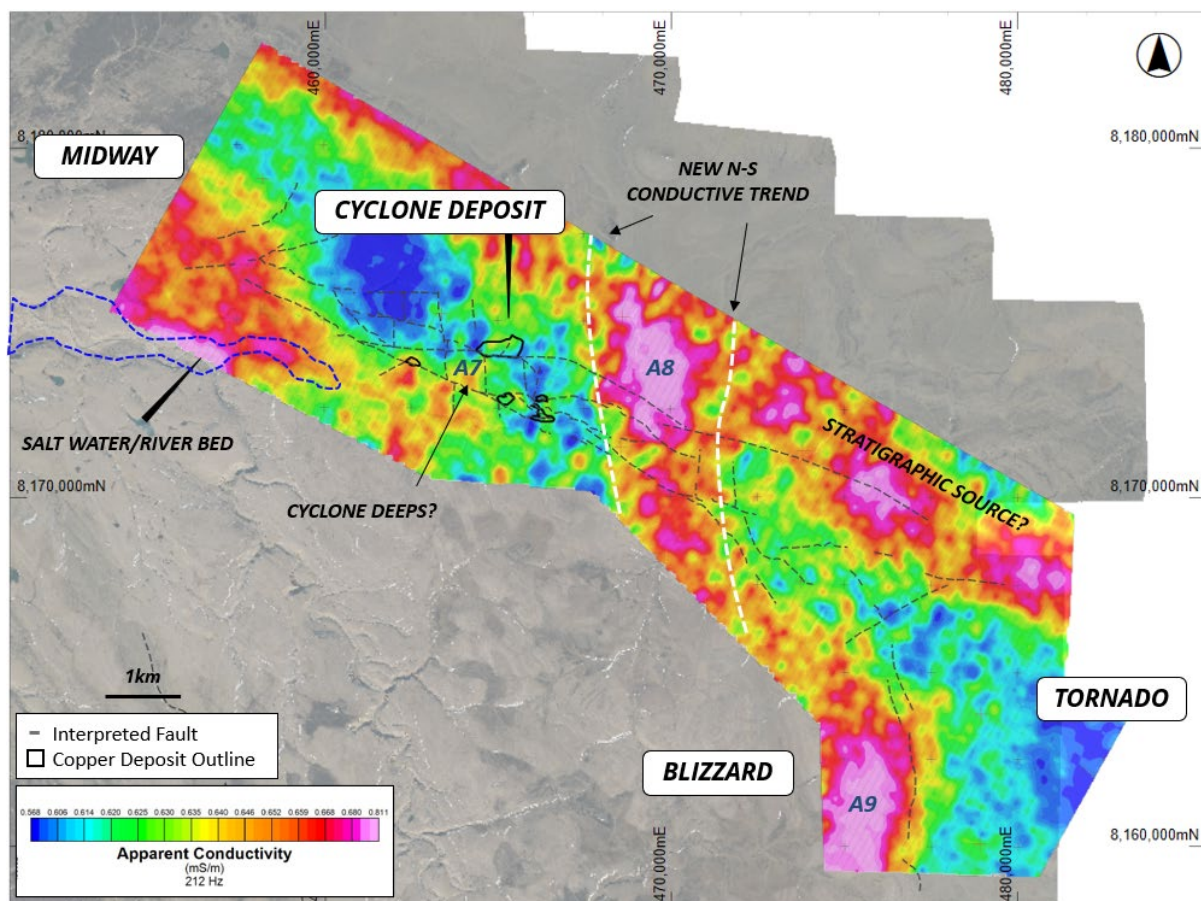 460,000mE
470,000mE
480,000mE
8,180,000mN
8,180,000mN
MIDWAY
NEW N-S
CONDUCTIVE TREND
CYCLONE DEPOSIT
A7
A8
SALT WATER/RIVER BED
STRATIGRAPHIC SOURCE?
8,170,000mN
8,170,000mN
CYCLONE DEEPS?
1km
TORNADO
Interpreted Fault
Copper Deposit Outline
BLIZZARD
A9
0.568 0.606 0.614 0.620 0.625 0.630 0.635 0.640 0.646 0.652 0.659 0.668 0.680 0.811
Apparent Conductivity
(mS/m)
212 Hz
8,160,000mN
470,000mE
480,000mE